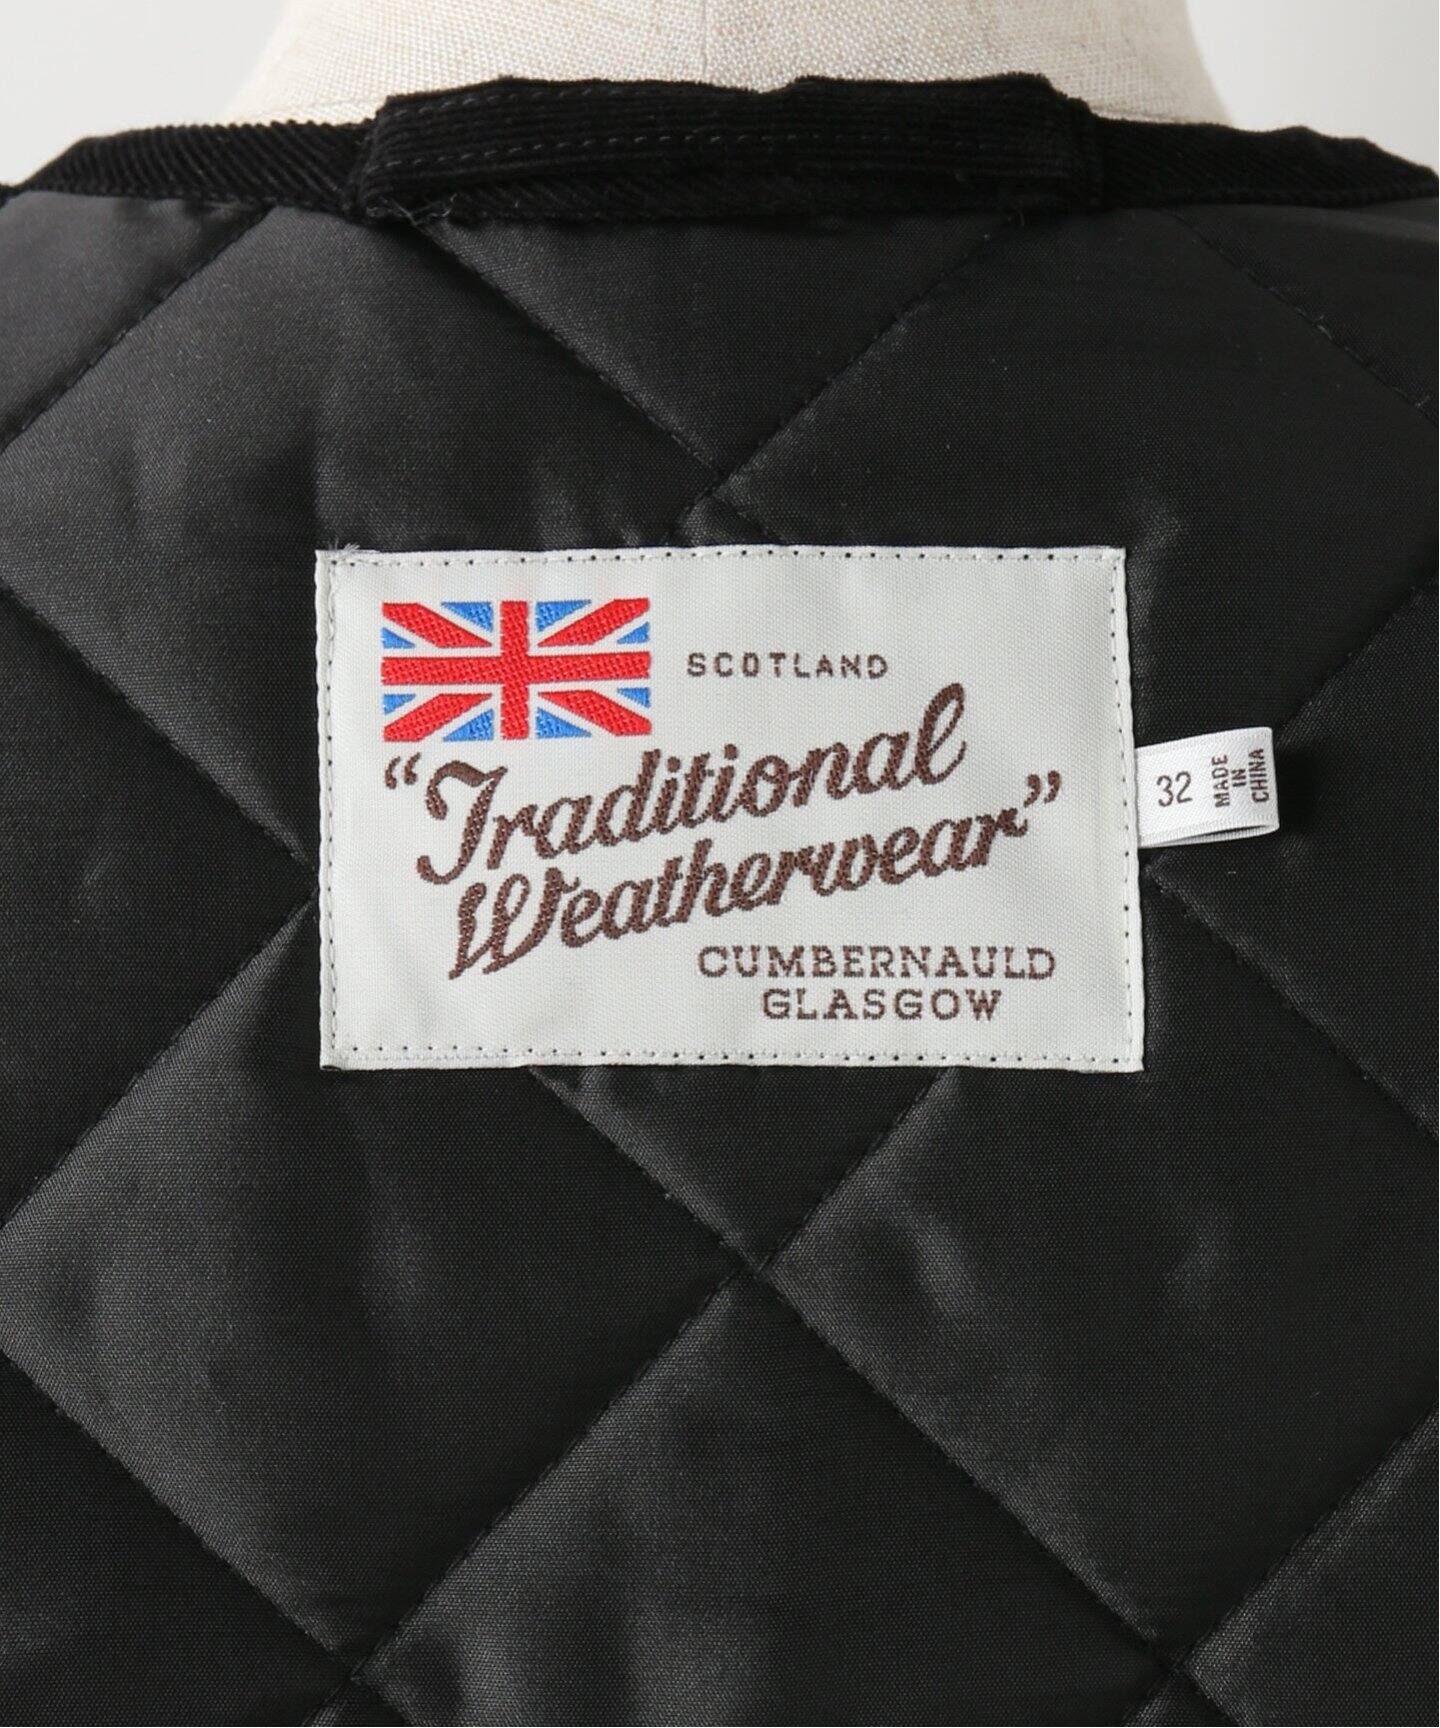 SCOTLAND
"Traditional
Weatherwear"
CUMBERNAULD
GLASGOW
32
MADE
IN
CHINA